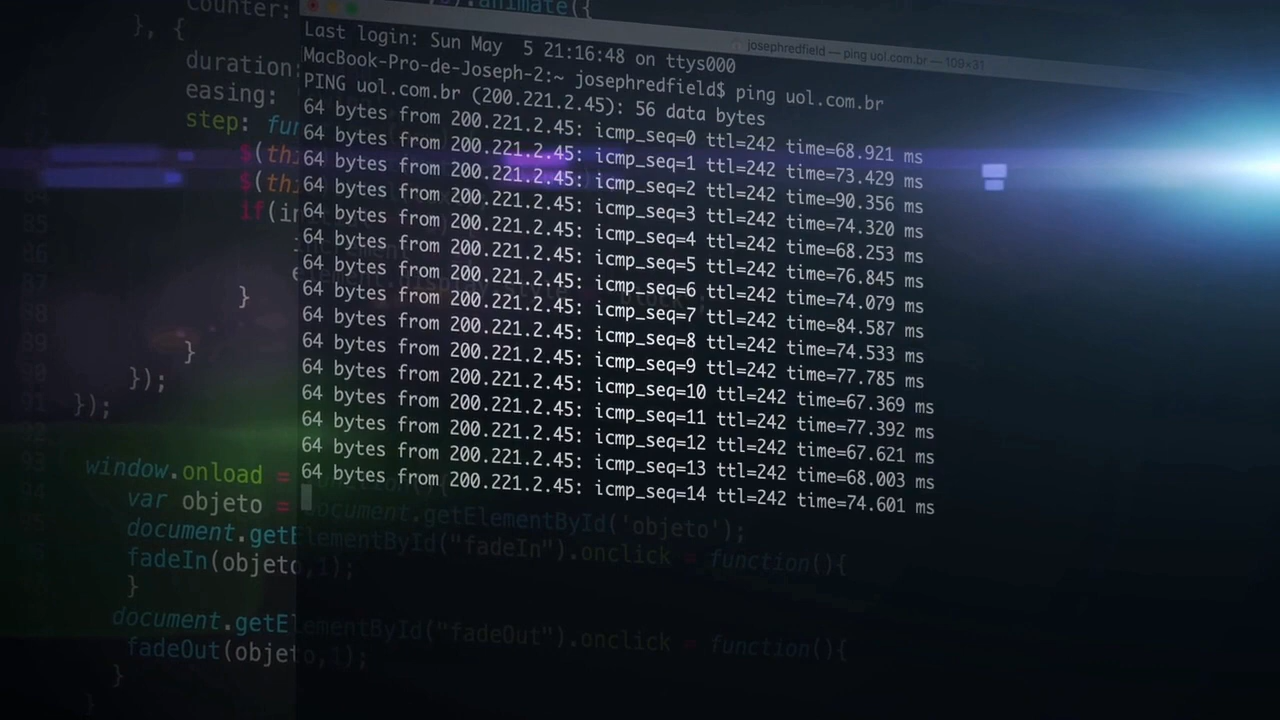 counter:
).animate({
}, {
duration:
easing:
step: fu
$(thi
$(thi
if(in
}
}
});
});
window.onload =
var objeto =
document.getElementById('objeto');
document.getElementById("fadeIn").onclick = function(){
fadeIn(objeto,1);
}
document.getElementById("fadeOut").onclick = function(){
fadeOut(objeto,1);
}
josephredfield — ping uol.com.br — 109×31
Last login: Sun May  5 21:16:48 on ttys000
MacBook-Pro-de-Joseph-2:~ josephredfield$ ping uol.com.br
PING uol.com.br (200.221.2.45): 56 data bytes
64 bytes from 200.221.2.45: icmp_seq=0 ttl=242 time=68.921 ms
64 bytes from 200.221.2.45: icmp_seq=1 ttl=242 time=73.429 ms
64 bytes from 200.221.2.45: icmp_seq=2 ttl=242 time=90.356 ms
64 bytes from 200.221.2.45: icmp_seq=3 ttl=242 time=74.320 ms
64 bytes from 200.221.2.45: icmp_seq=4 ttl=242 time=68.253 ms
64 bytes from 200.221.2.45: icmp_seq=5 ttl=242 time=76.845 ms
64 bytes from 200.221.2.45: icmp_seq=6 ttl=242 time=74.079 ms
64 bytes from 200.221.2.45: icmp_seq=7 ttl=242 time=84.587 ms
64 bytes from 200.221.2.45: icmp_seq=8 ttl=242 time=74.533 ms
64 bytes from 200.221.2.45: icmp_seq=9 ttl=242 time=77.785 ms
64 bytes from 200.221.2.45: icmp_seq=10 ttl=242 time=67.369 ms
64 bytes from 200.221.2.45: icmp_seq=11 ttl=242 time=77.392 ms
64 bytes from 200.221.2.45: icmp_seq=12 ttl=242 time=67.621 ms
64 bytes from 200.221.2.45: icmp_seq=13 ttl=242 time=68.003 ms
64 bytes from 200.221.2.45: icmp_seq=14 ttl=242 time=74.601 ms